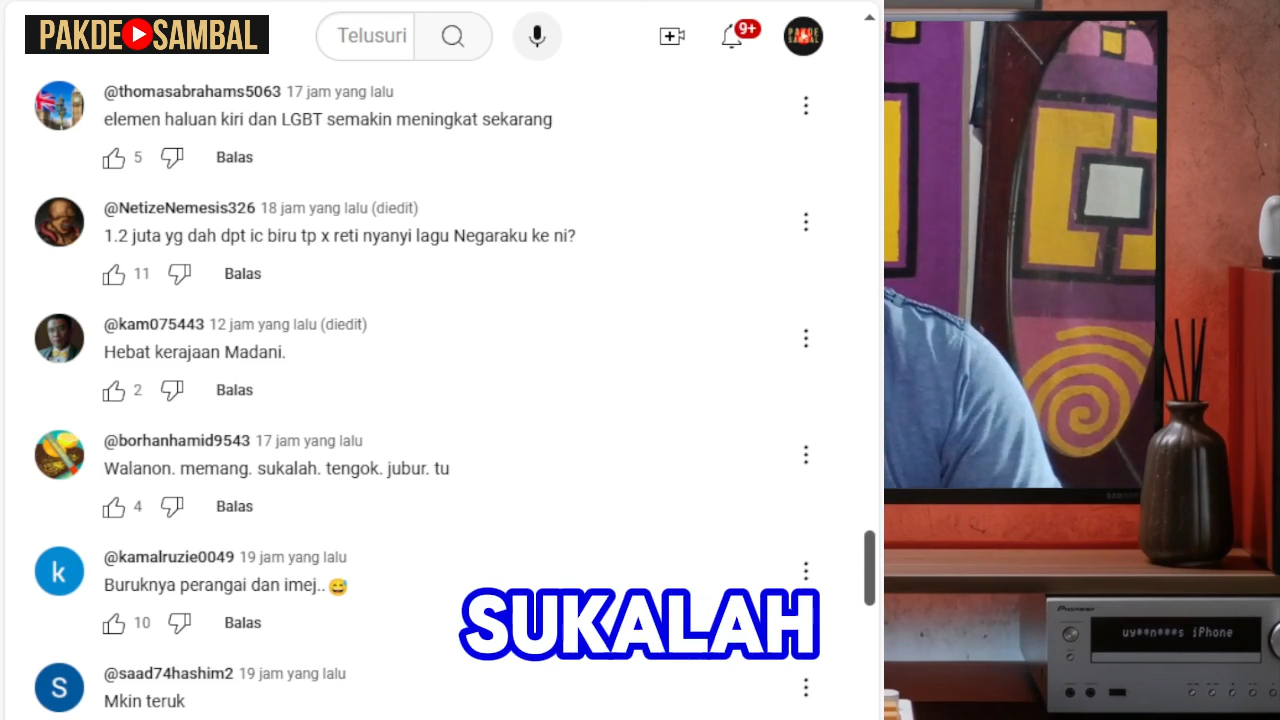 PAKDE SAMBAL
Telusuri
9+
@thomasabrahams5063 17 jam yang lalu
elemen haluan kiri dan LGBT semakin meningkat sekarang
5 Balas
@NetizeNemesis326 18 jam yang lalu (diedit)
1.2 juta yg dah dpt ic biru tp x reti nyanyi lagu Negaraku ke ni?
11 Balas
@kam075443 12 jam yang lalu (diedit)
Hebat kerajaan Madani.
2 Balas
@borhanhamid9543 17 jam yang lalu
Walanon. memang. sukalah. tengok. jubur. tu
4 Balas
@kamalruzie0049 19 jam yang lalu
Buruknya perangai dan imej..😅
10 Balas
@saad74hashim2 19 jam yang lalu
Mkin teruk
k
S
SUKALAH
SAMSUNG
Pioneer